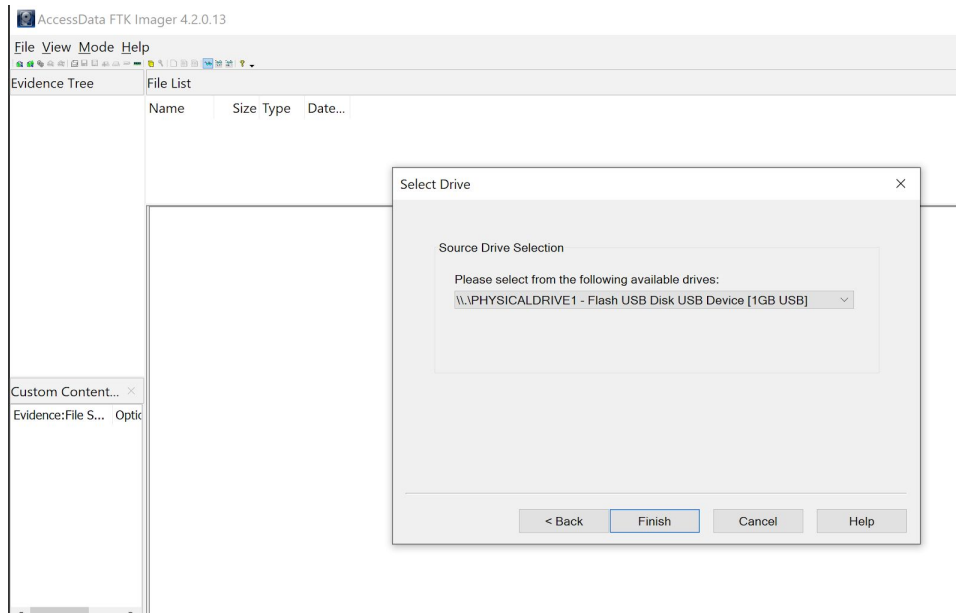 AccessData FTK Imager 4.2.0.13
File View Mode Help
Evidence Tree
File List
Name Size Type Date...
Select Drive
Source Drive Selection
Please select from the following available drives:
\\.\PHYSICALDRIVE1 - Flash USB Disk USB Device [1GB USB]
Custom Content...
Evidence:File S... Optio
< Back Finish Cancel Help